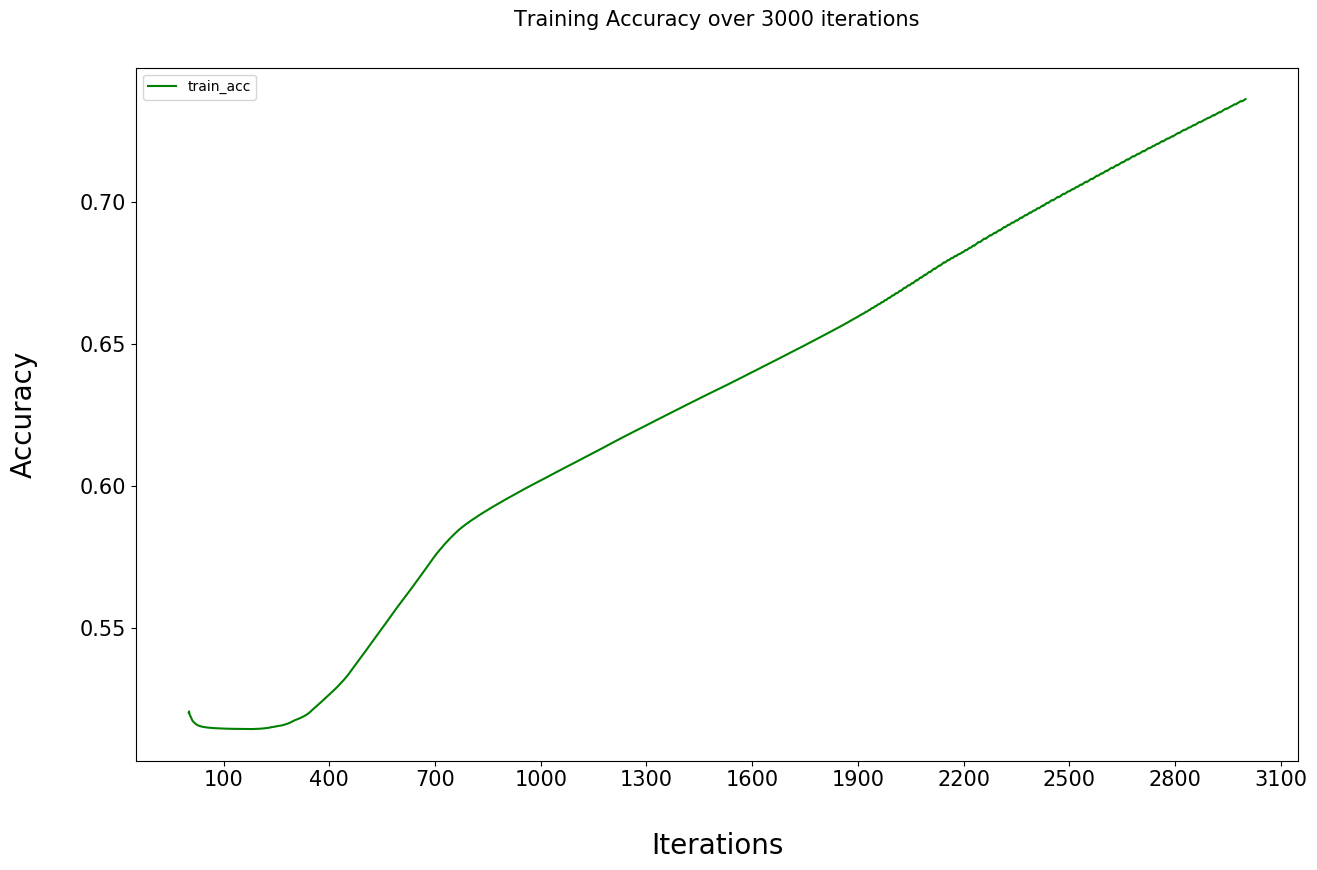 Training Accuracy over 3000 iterations
train_acc
0.70
0.65
0.60
0.55
Accuracy
100 400 700 1000 1300 1600 1900 2200 2500 2800 3100
Iterations